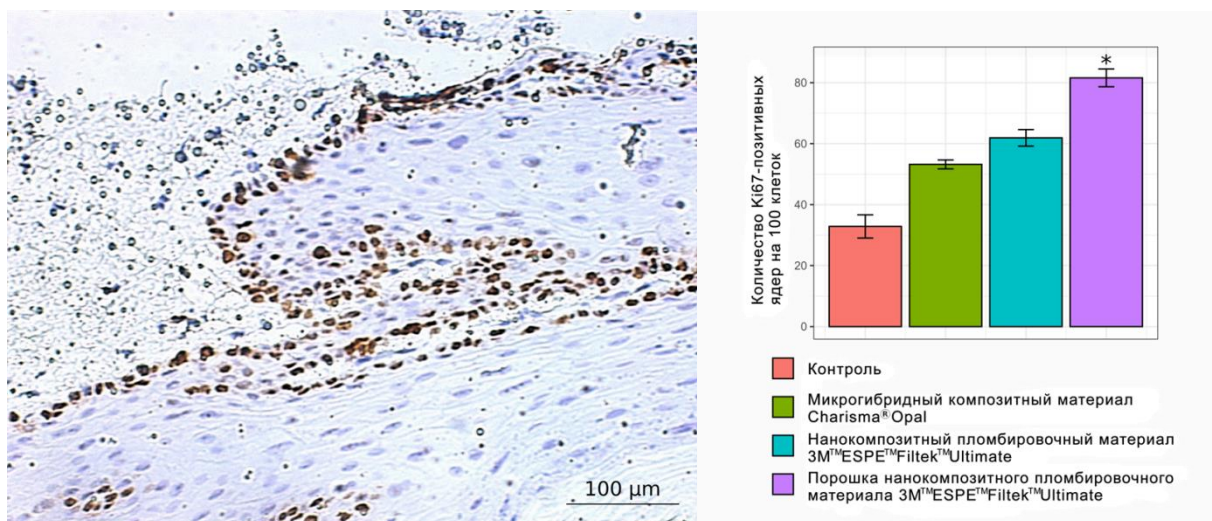 100 µm
Количество Ki67-позитивных
ядер на 100 клеток
80
60
40
20
0
*
Контроль
Микрогибридный композитный материал
Charisma®Opal
Нанокомпозитный пломбировочный материал
3M™ESPE™Filtek™Ultimate
Порошка нанокомпозитного пломбировочного
материала 3M™ESPE™Filtek™Ultimate